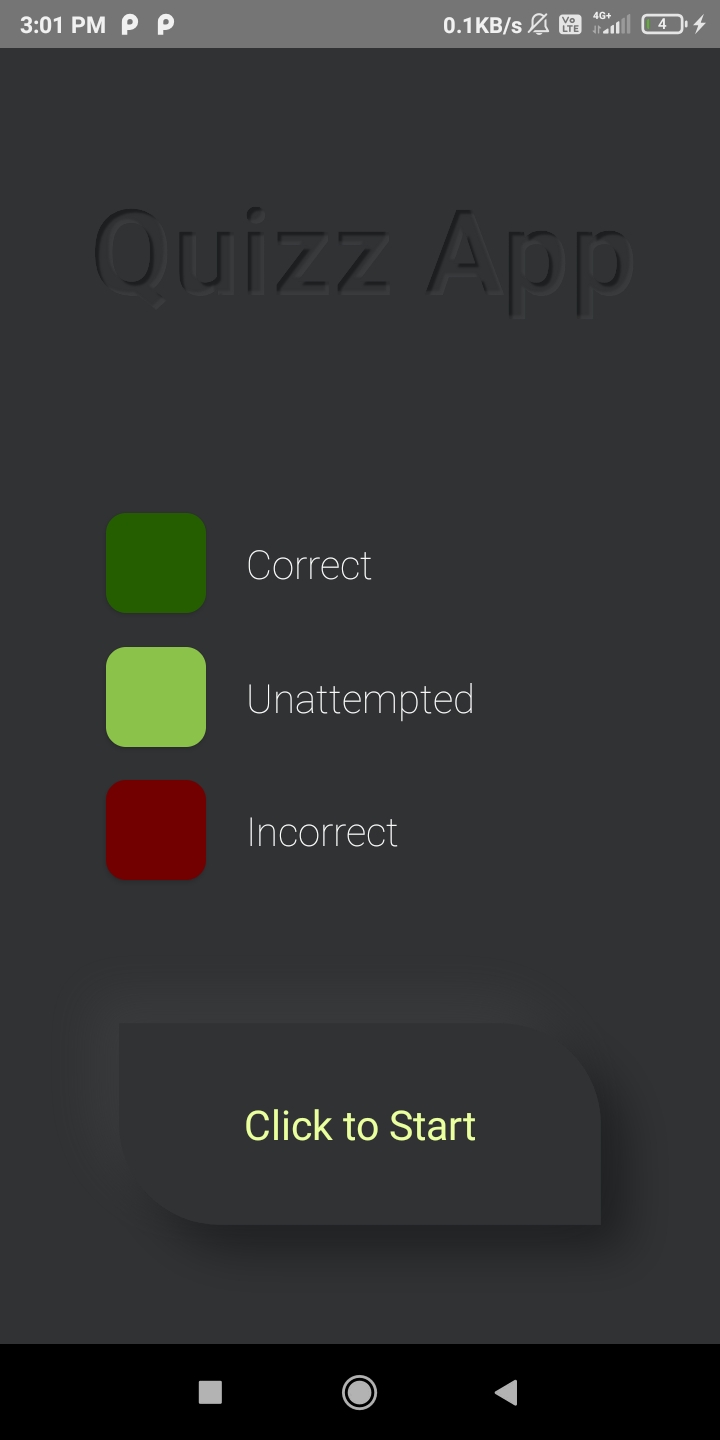 3:01 PM 0.1KB/s Vo LTE 4G+ 4
Quizz App
Correct
Unattempted
Incorrect
Click to Start